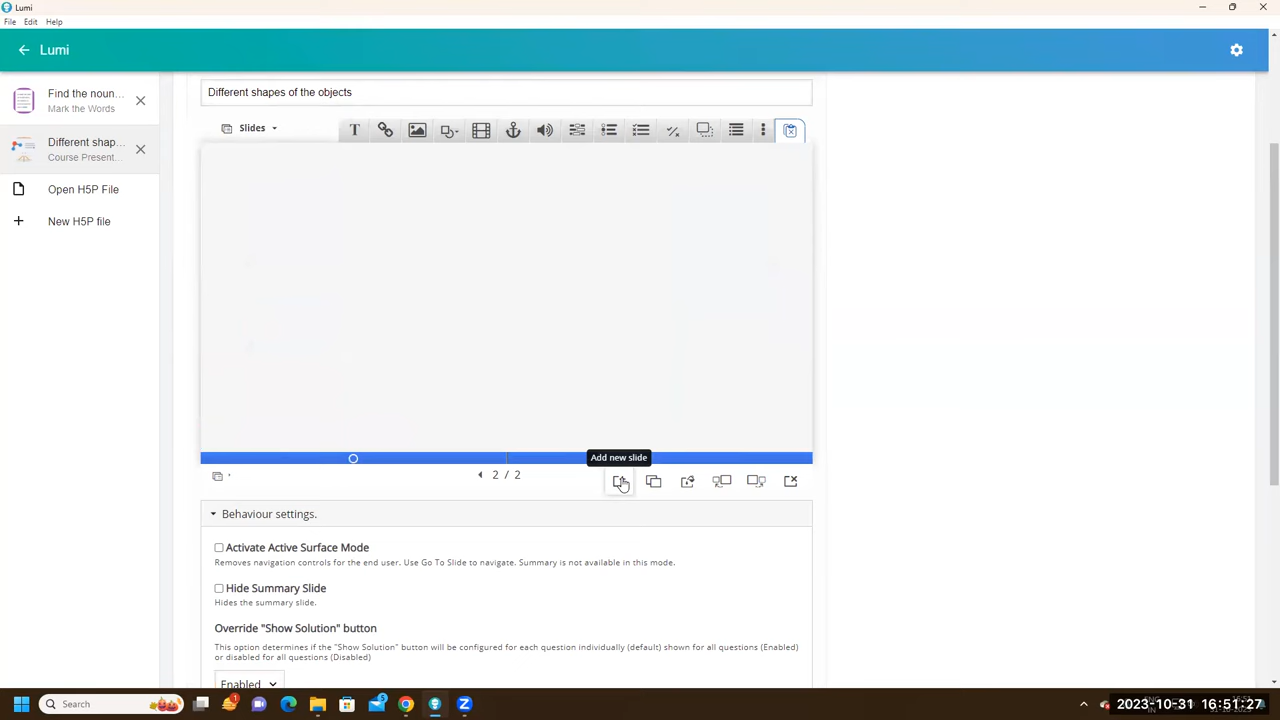 Lumi
File Edit Help
Lumi
Find the noun...
Mark the Words
Different shap...
Course Present...
Open H5P File
New H5P file
Different shapes of the objects
Slides
T
Add new slide
2 / 2
Behaviour settings.
Activate Active Surface Mode
Removes navigation controls for the end user. Use Go To Slide to navigate. Summary is not available in this mode.
Hide Summary Slide
Hides the summary slide.
Override "Show Solution" button
This option determines if the "Show Solution" button will be configured for each question individually (default) shown for all questions (Enabled)
or disabled for all questions (Disabled)
Enabled
Search
1
5
2023-10-31 16:51:27